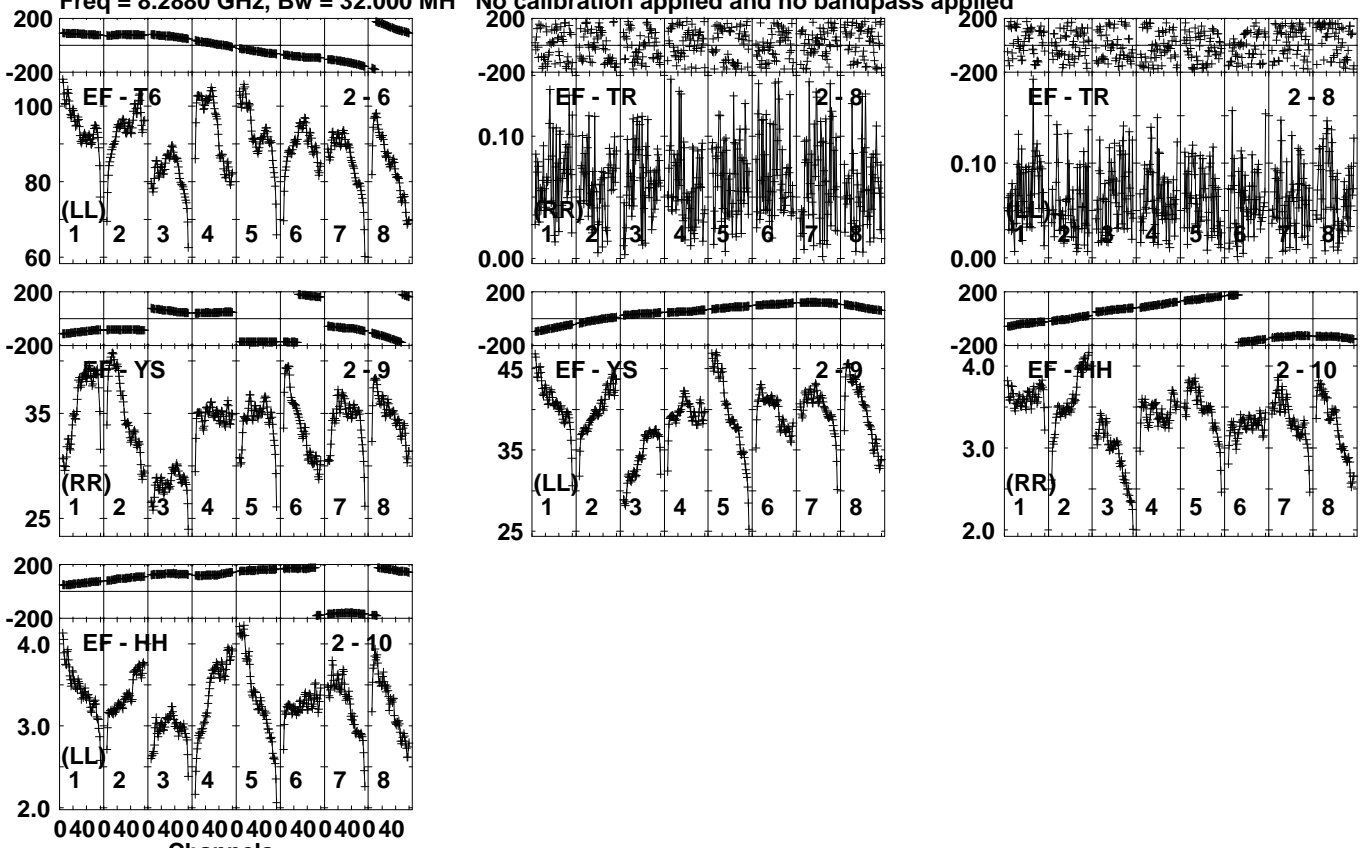 Freq = 8.2880 GHz, Bw = 32.000 MH   No calibration applied and no bandpass applied
200
-200
EF - T6 2 - 6
100
80
60
(LL)
1 2 3 4 5 6 7 8
200
-200
EF - TR 2 - 8
0.10
0.00
(RR)
1 2 3 4 5 6 7 8
200
-200
EF - TR 2 - 8
0.10
0.00
(LL)
1 2 3 4 5 6 7 8
200
-200
EF - YS 2 - 9
35
25
(RR)
1 2 3 4 5 6 7 8
200
-200
EF - YS 2 - 9
45
35
25
(LL)
1 2 3 4 5 6 7 8
200
-200
EF - HH 2 - 10
4.0
3.0
2.0
(RR)
1 2 3 4 5 6 7 8
200
-200
EF - HH 2 - 10
4.0
3.0
2.0
(LL)
1 2 3 4 5 6 7 8
0 40 0 40 0 40 0 40 0 40 0 40 0 40 0 40
Channels